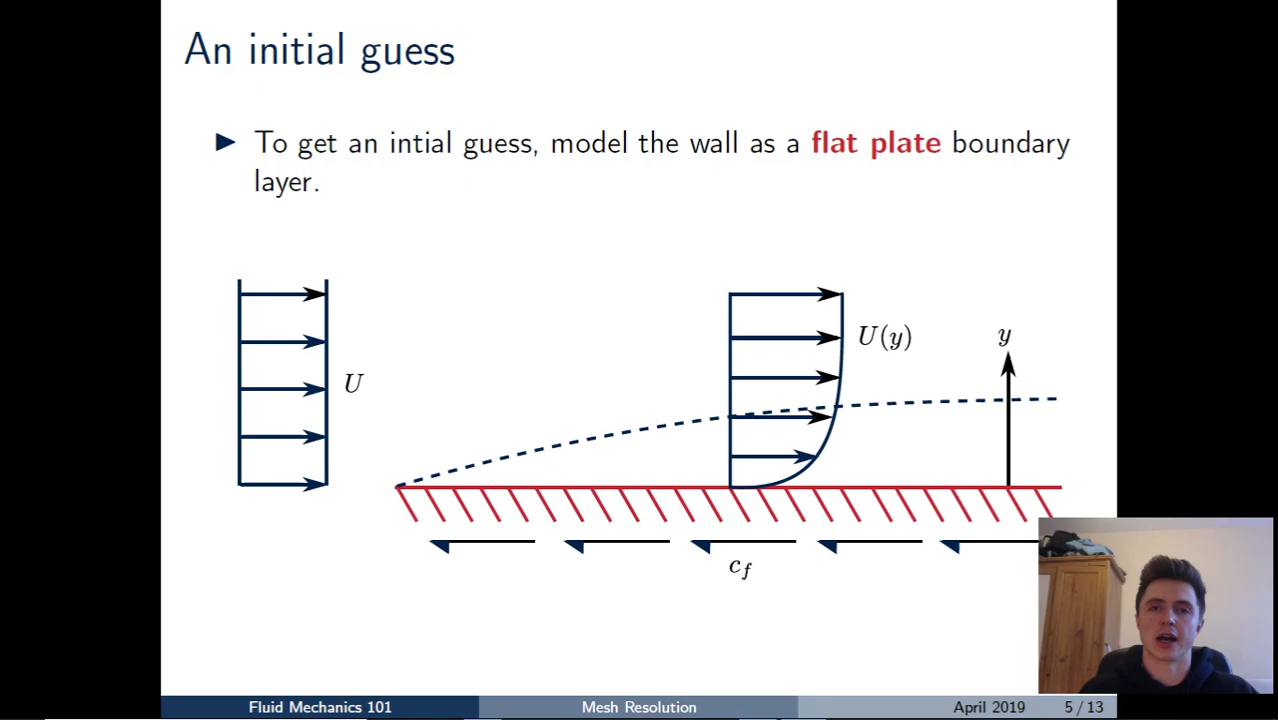 An initial guess
To get an intial guess, model the wall as a flat plate boundary
layer.
U(y)
y
U
c_f
Fluid Mechanics 101
Mesh Resolution
April 2019
5 / 13